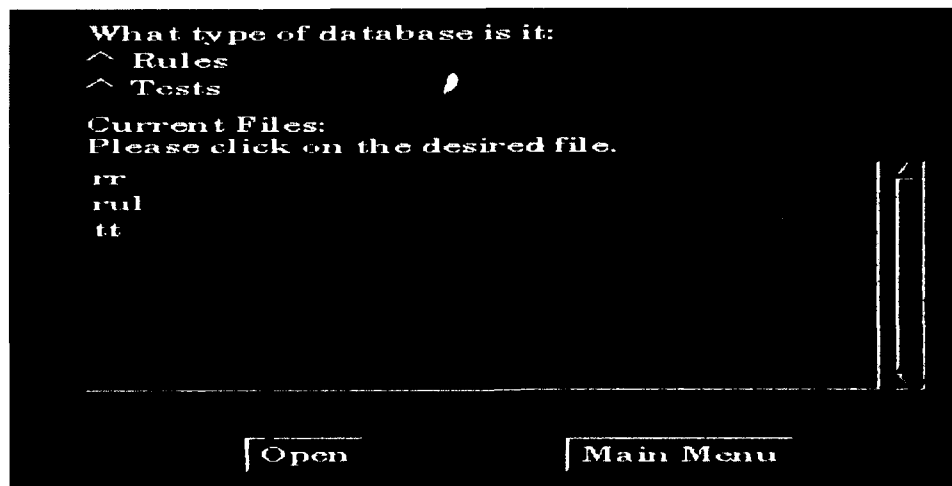 What type of database is it:
Rules
Tests
Current Files:
Please click on the desired file.
rr
rul
tt
Open
Main Menu